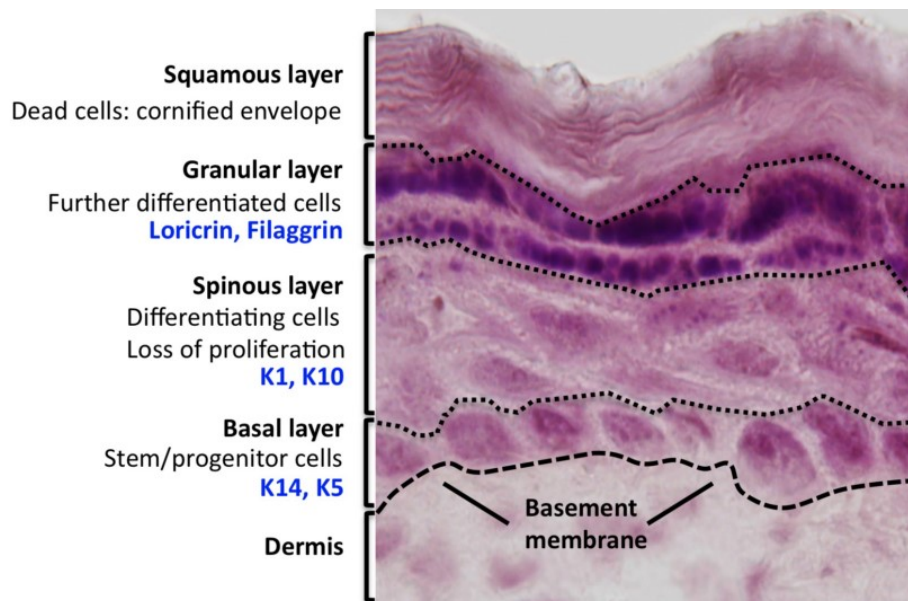 Squamous layer
Dead cells: cornified envelope
Granular layer
Further differentiated cells
Loricrin, Filaggrin
Spinous layer
Differentiating cells
Loss of proliferation
K1, K10
Basal layer
Stem/progenitor cells
K14, K5
Basement
membrane
Dermis